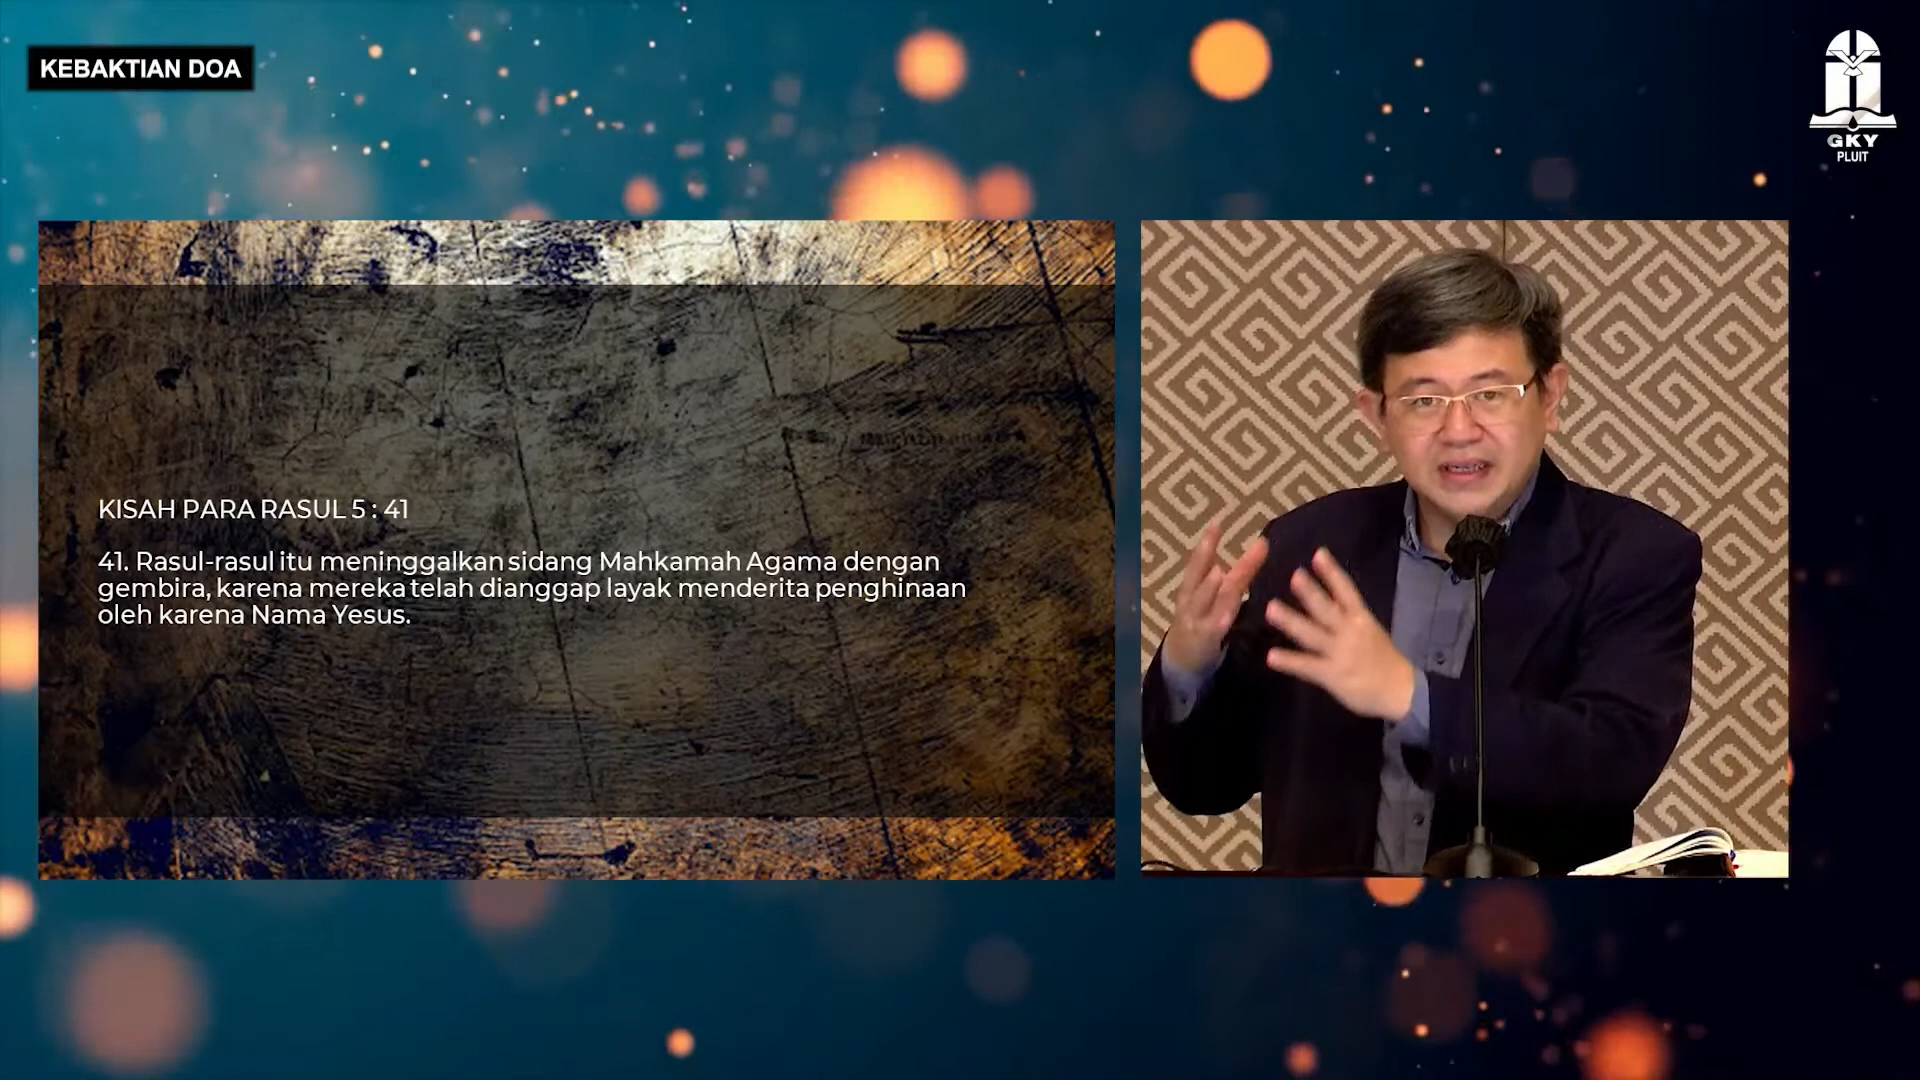 KEBAKTIAN DOA
GKY
PLUIT
KISAH PARA RASUL 5 : 41
41. Rasul-rasul itu meninggalkan sidang Mahkamah Agama dengan
gembira, karena mereka telah dianggap layak menderita penghinaan
oleh karena Nama Yesus.